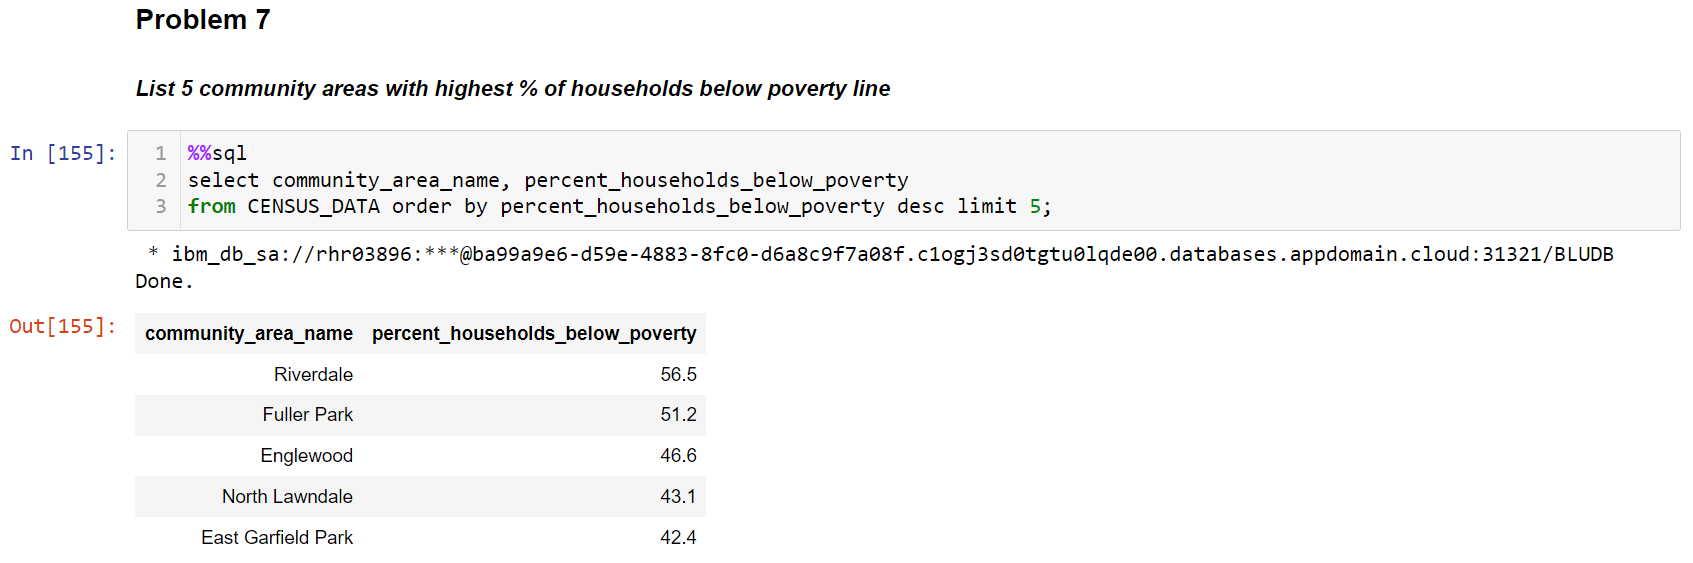 Problem 7
List 5 community areas with highest % of households below poverty line
In [155]:
1 %%sql
2 select community_area_name, percent_households_below_poverty
3 from CENSUS_DATA order by percent_households_below_poverty desc limit 5;
* ibm_db_sa://rhr03896:***@ba99a9e6-d59e-4883-8fc0-d6a8c9f7a08f.c1ogj3sd0tgtu0lqde00.databases.appdomain.cloud:31321/BLUDB
Done.
Out[155]:
community_area_name percent_households_below_poverty
Riverdale 56.5
Fuller Park 51.2
Englewood 46.6
North Lawndale 43.1
East Garfield Park 42.4